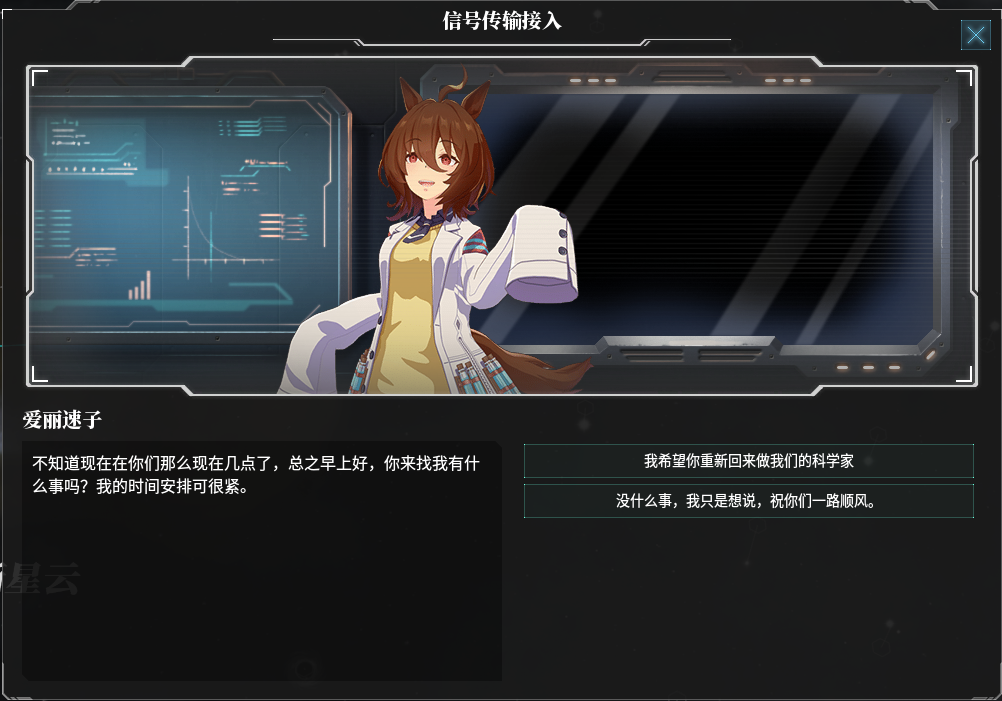 信号传输接入
爱丽速子
不知道现在在你们那么现在几点了，总之早上好，你来找我有什
么事吗？我的时间安排可很紧。
我希望你重新回来做我们的科学家
没什么事，我只是想说，祝你们一路顺风。
星云